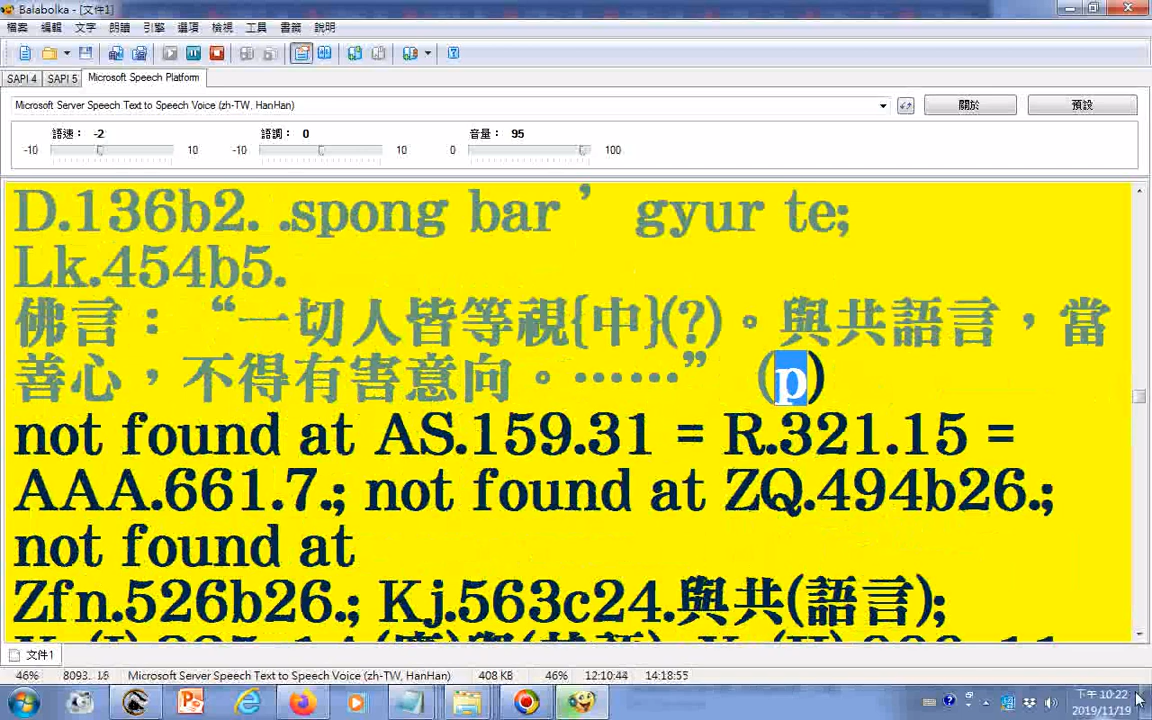 Balabolka - [文件1]
檔案 編輯 文字 朗讀 引擎 選項 檢視 工具 書籤 說明
SAPI 4 SAPI 5 Microsoft Speech Platform
Microsoft Server Speech Text to Speech Voice (zh-TW, HanHan) 關於 預設
語速： -2 語調： 0 音量： 95
-10 10 -10 10 0 100
D.136b2. .spong bar ’ gyur te;
Lk.454b5.
佛言：“一切人皆等視{中}(?)。與共語言，當
善心，不得有害意向。……” (p)
not found at AS.159.31 = R.321.15 =
AAA.661.7.; not found at ZQ.494b26.;
not found at
Zfn.526b26.; Kj.563c24.與共(語言);
文件1
46% 8093. 16 Microsoft Server Speech Text to Speech Voice (zh-TW, HanHan) 408 KB 46% 12:10:44 14:18:55
下午 10:22
2019/11/19